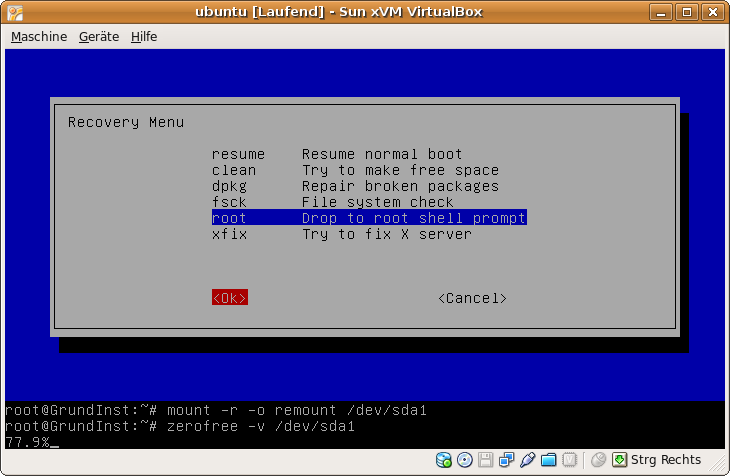 ubuntu [Laufend] - Sun xVM VirtualBox
Maschine Geräte Hilfe
Recovery Menu
resume Resume normal boot
clean Try to make free space
dpkg Repair broken packages
fsck File system check
root Drop to root shell prompt
xfix Try to fix X server
<Ok> <Cancel>
root@GrundInst:~# mount -r -o remount /dev/sda1
root@GrundInst:~# zerofree -v /dev/sda1
77.9%_
Strg Rechts